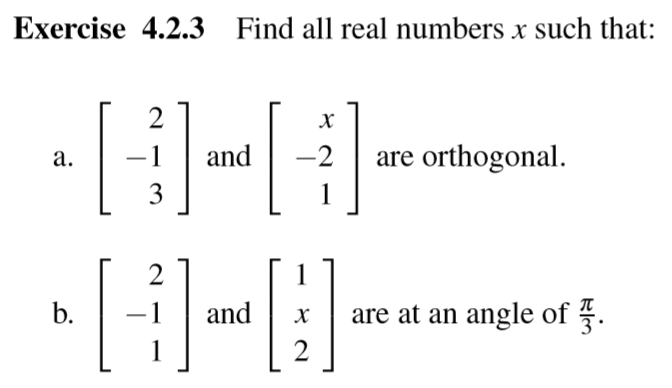 Exercise 4.2.3 Find all real numbers x such that:
a. [ 2 −1 3 ] and [ x −2 1 ] are orthogonal.
b. [ 2 −1 1 ] and [ 1 x 2 ] are at an angle of π/3.